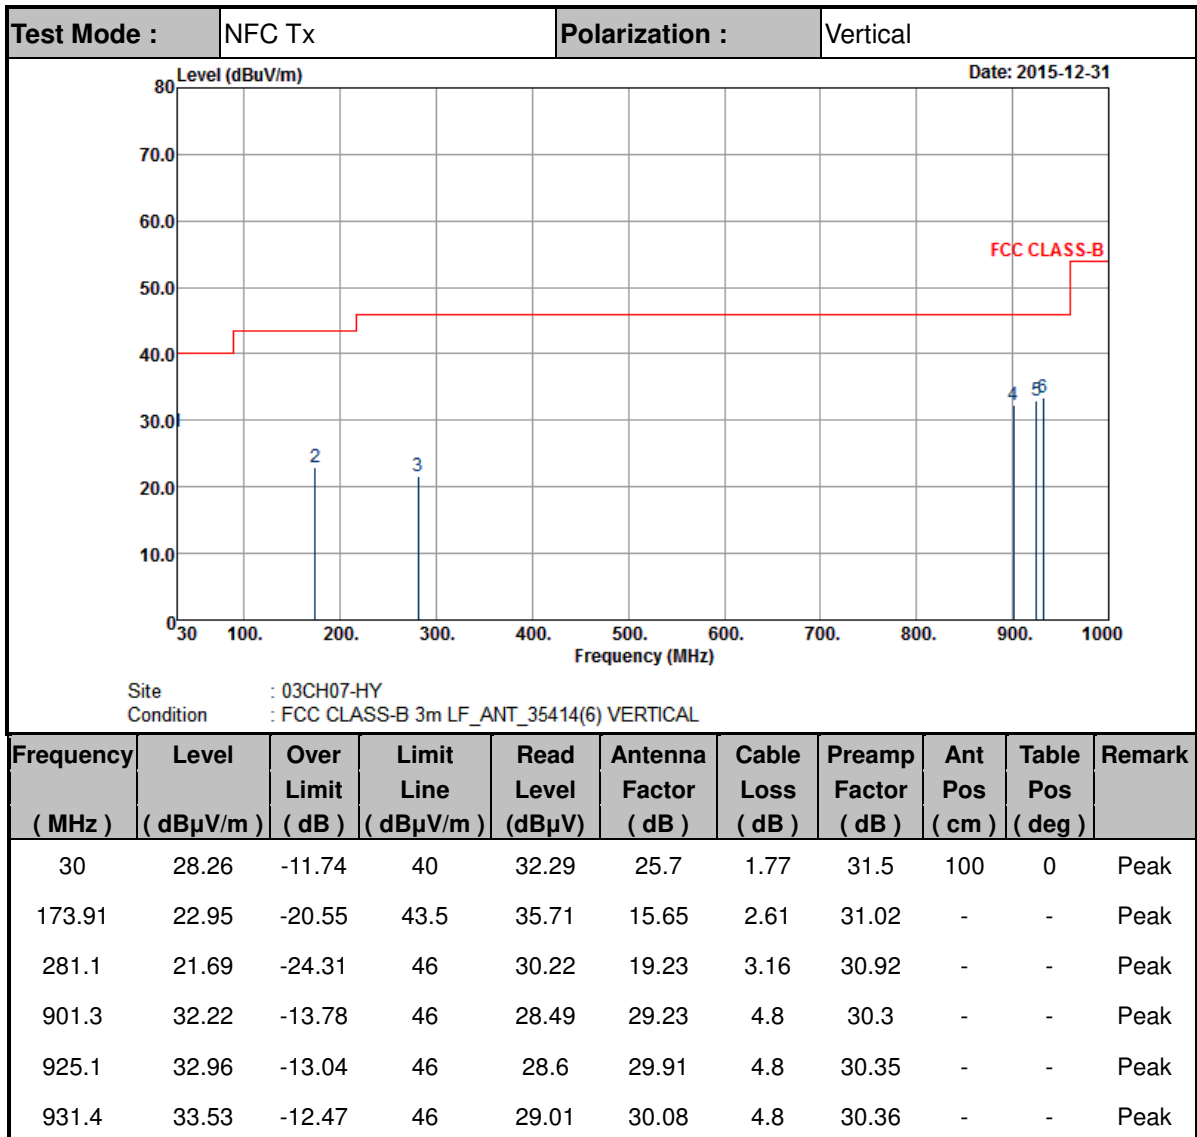 Test Mode : NFC Tx Polarization : Vertical
Level (dBuV/m) Date: 2015-12-31
80
70.0
60.0
FCC CLASS-B
50.0
40.0
4 5 6
30.0
2 3
20.0
10.0
0
30 100. 200. 300. 400. 500. 600. 700. 800. 900. 1000
Frequency (MHz)
Site : 03CH07-HY
Condition : FCC CLASS-B 3m LF_ANT_35414(6) VERTICAL
Frequency Level Over Limit Read Antenna Cable Preamp Ant Table Remark
Limit Line Level Factor Loss Factor Pos Pos
( MHz ) ( dBµV/m ) ( dB ) ( dBµV/m ) (dBµV) ( dB ) ( dB ) ( dB ) ( cm ) ( deg )
30 28.26 -11.74 40 32.29 25.7 1.77 31.5 100 0 Peak
173.91 22.95 -20.55 43.5 35.71 15.65 2.61 31.02 - - Peak
281.1 21.69 -24.31 46 30.22 19.23 3.16 30.92 - - Peak
901.3 32.22 -13.78 46 28.49 29.23 4.8 30.3 - - Peak
925.1 32.96 -13.04 46 28.6 29.91 4.8 30.35 - - Peak
931.4 33.53 -12.47 46 29.01 30.08 4.8 30.36 - - Peak